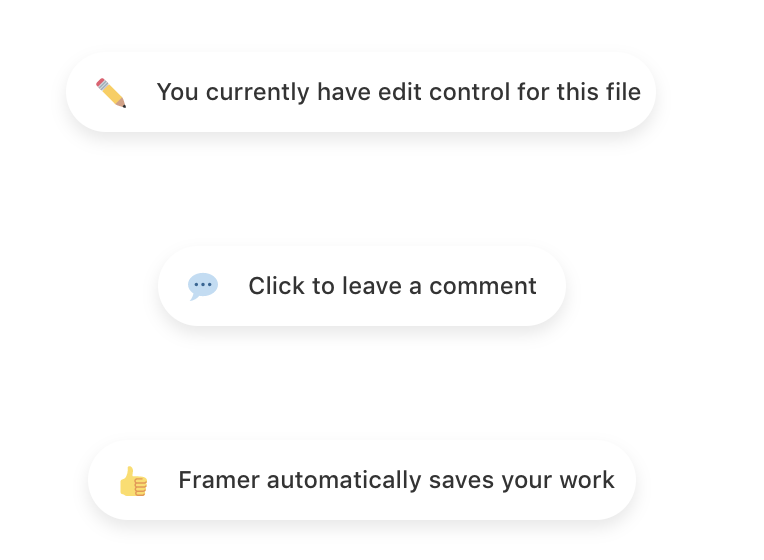 You currently have edit control for this file
Click to leave a comment
Framer automatically saves your work